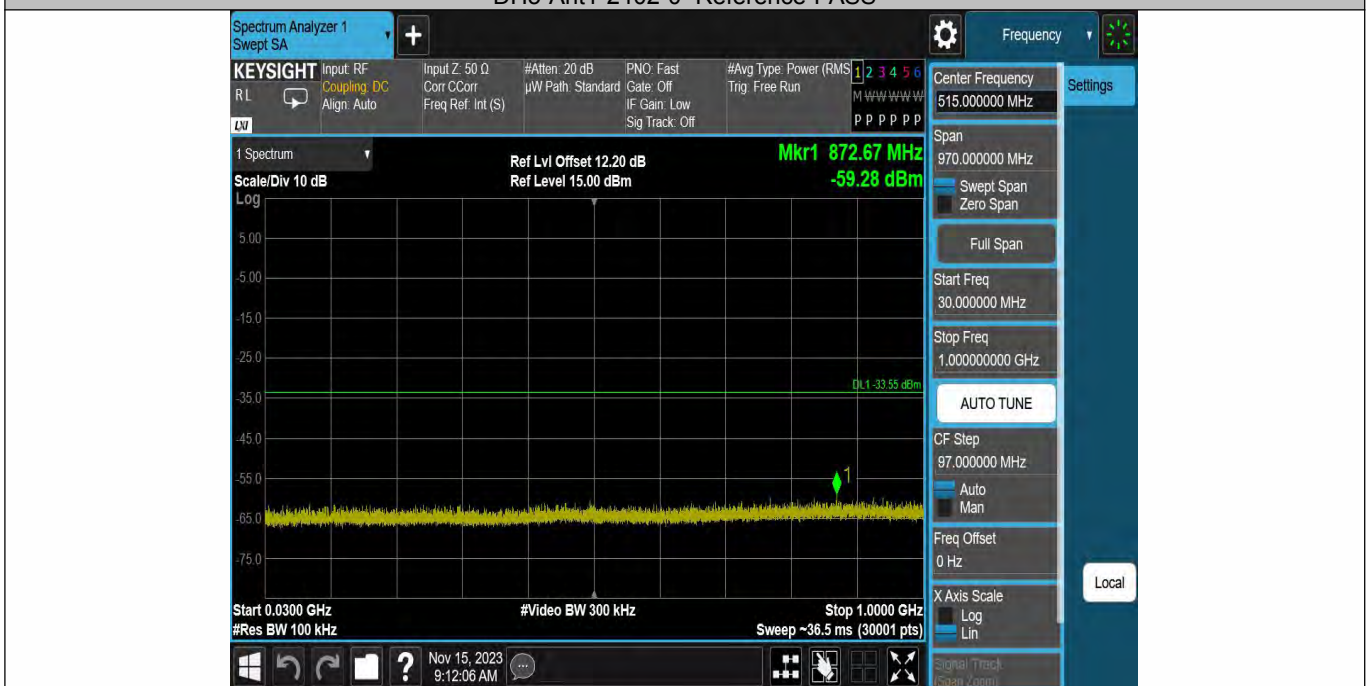 Spectrum Analyzer 1
Swept SA
+
Frequency
KEYSIGHT
RL
LXI
Input: RF
Coupling: DC
Align: Auto
Input Z: 50 Ω
Corr CCorr
Freq Ref: Int (S)
#Atten: 20 dB
µW Path: Standard
PNO: Fast
Gate: Off
IF Gain: Low
Sig Track: Off
#Avg Type: Power (RMS
Trig: Free Run
1 2 3 4 5 6
M W W W W W
P P P P P P
Center Frequency
515.000000 MHz
Settings
1 Spectrum
Scale/Div 10 dB
Log
Ref Lvl Offset 12.20 dB
Ref Level 15.00 dBm
Mkr1 872.67 MHz
-59.28 dBm
Span
970.000000 MHz
Swept Span
Zero Span
Full Span
Start Freq
30.000000 MHz
Stop Freq
1.000000000 GHz
AUTO TUNE
CF Step
97.000000 MHz
Auto
Man
Freq Offset
0 Hz
X Axis Scale
Log
Lin
Signal Track
(Span Zoom)
Local
5.00
-5.00
-15.0
-25.0
-35.0
-45.0
-55.0
-65.0
-75.0
DL1 -33.55 dBm
1
Start 0.0300 GHz
#Res BW 100 kHz
#Video BW 300 kHz
Stop 1.0000 GHz
Sweep ~36.5 ms (30001 pts)
?
Nov 15, 2023
9:12:06 AM